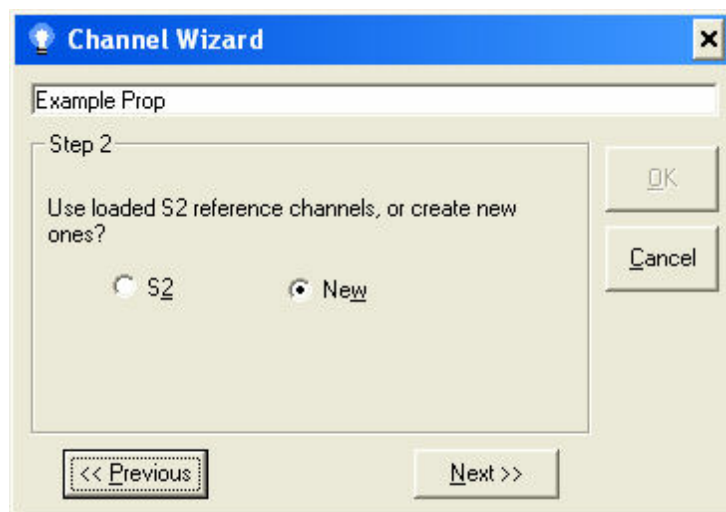 Channel Wizard
Example Prop
Step 2
OK
Use loaded S2 reference channels, or create new
ones?
Cancel
S2
New
<< Previous
Next >>